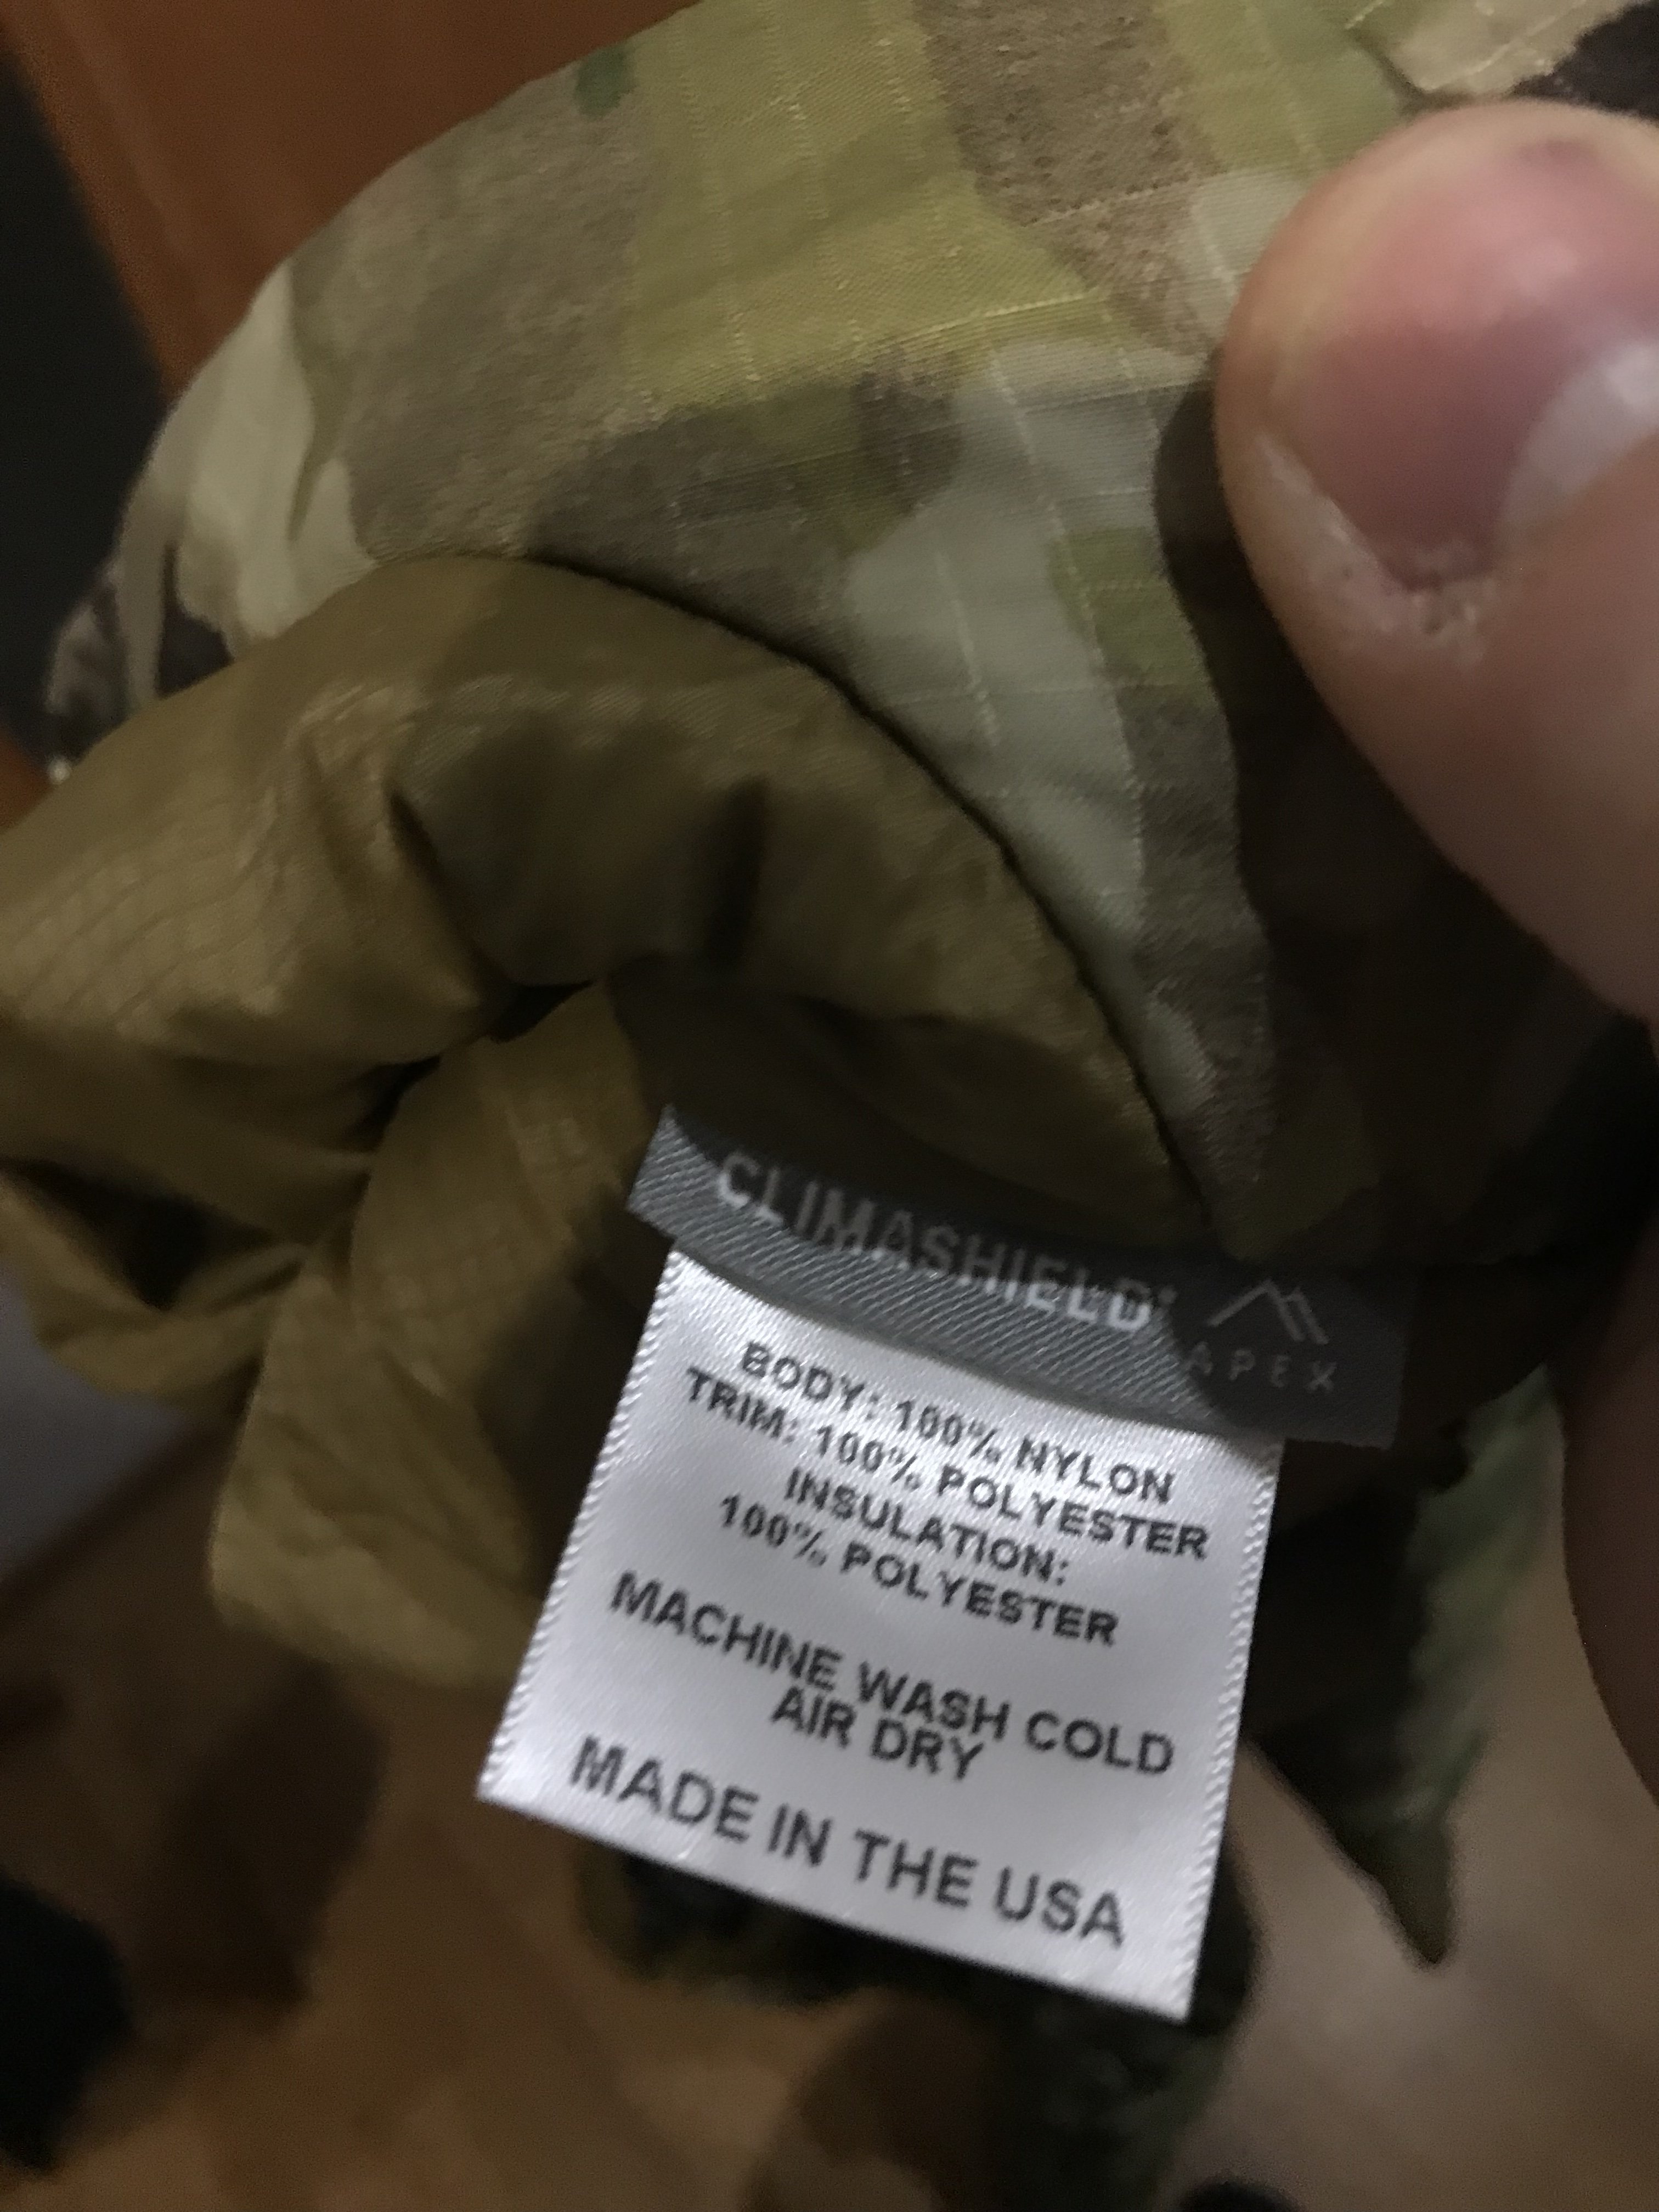 CLIMASHIELD®
APEX
BODY: 100% NYLON
TRIM: 100% POLYESTER
INSULATION:
100% POLYESTER
MACHINE WASH COLD
AIR DRY
MADE IN THE USA